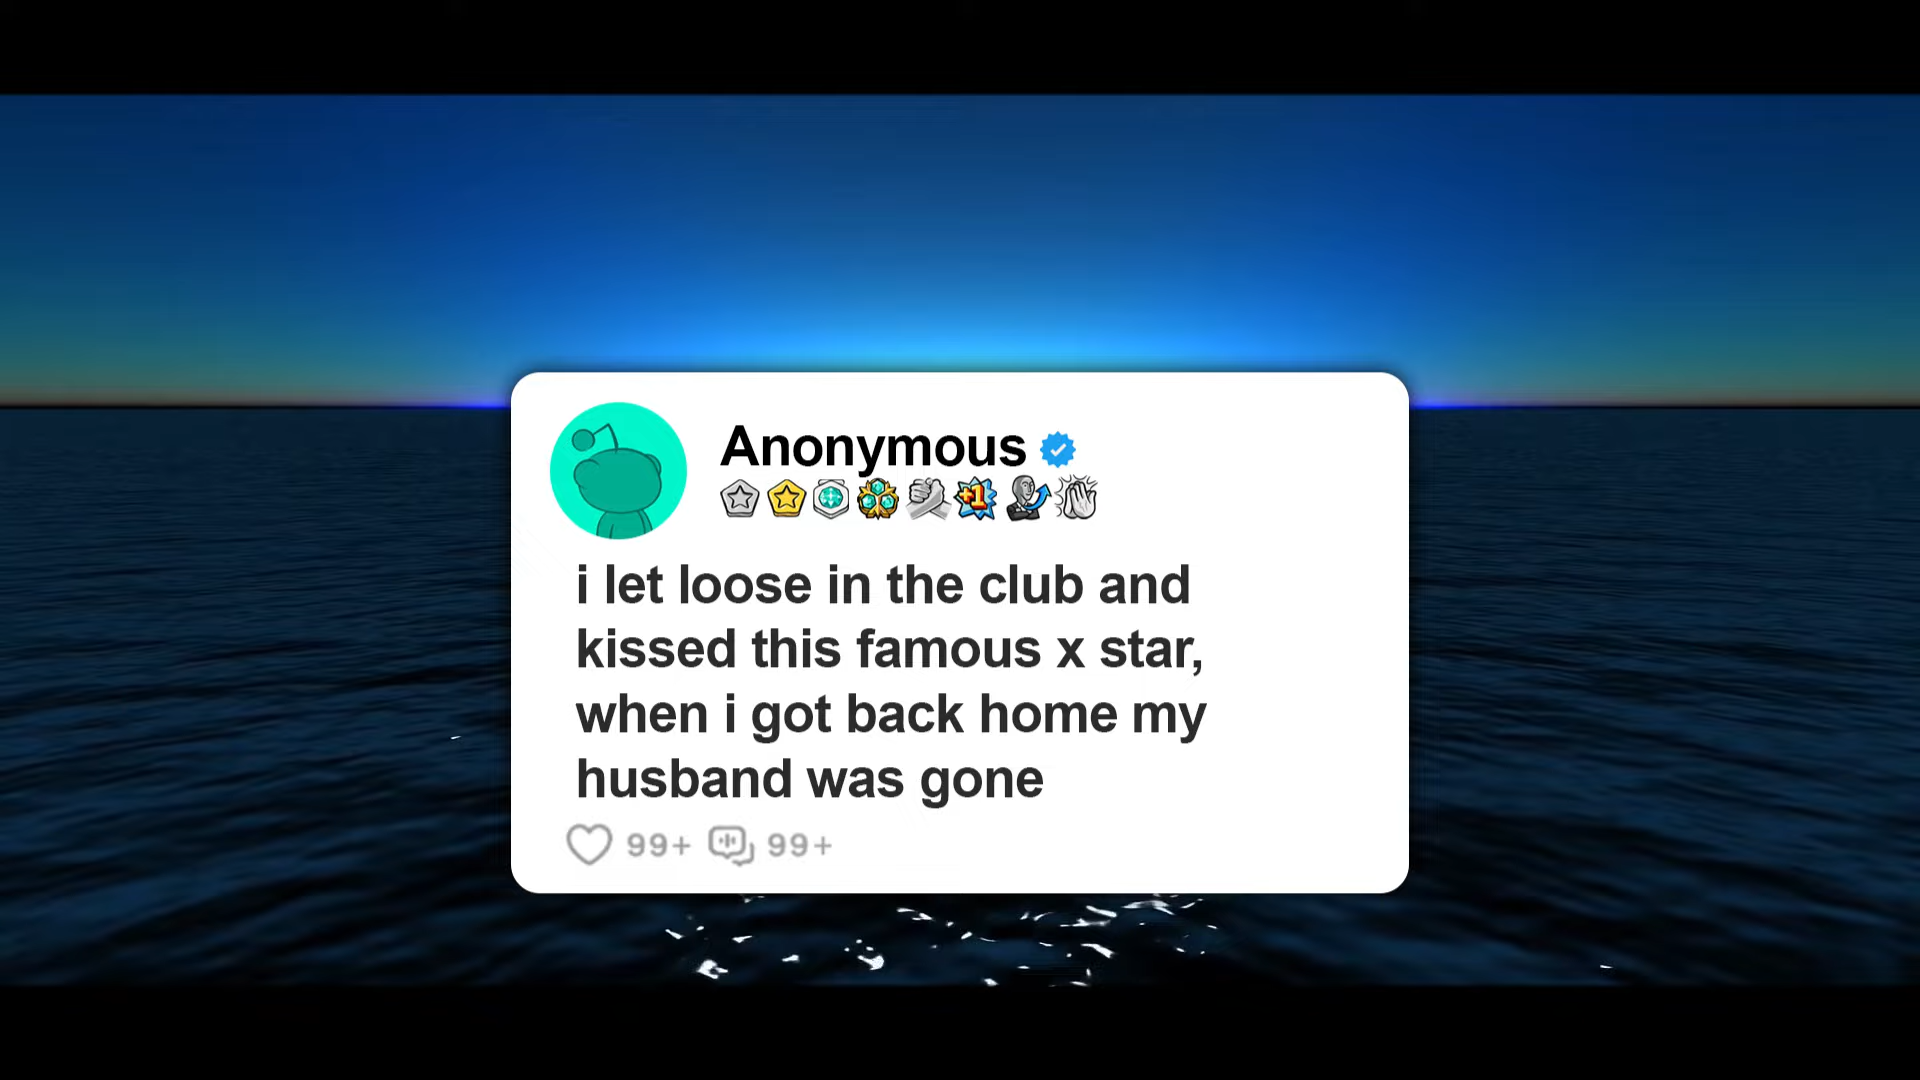 Anonymous
+1
i let loose in the club and
kissed this famous x star,
when i got back home my
husband was gone
99+ 99+